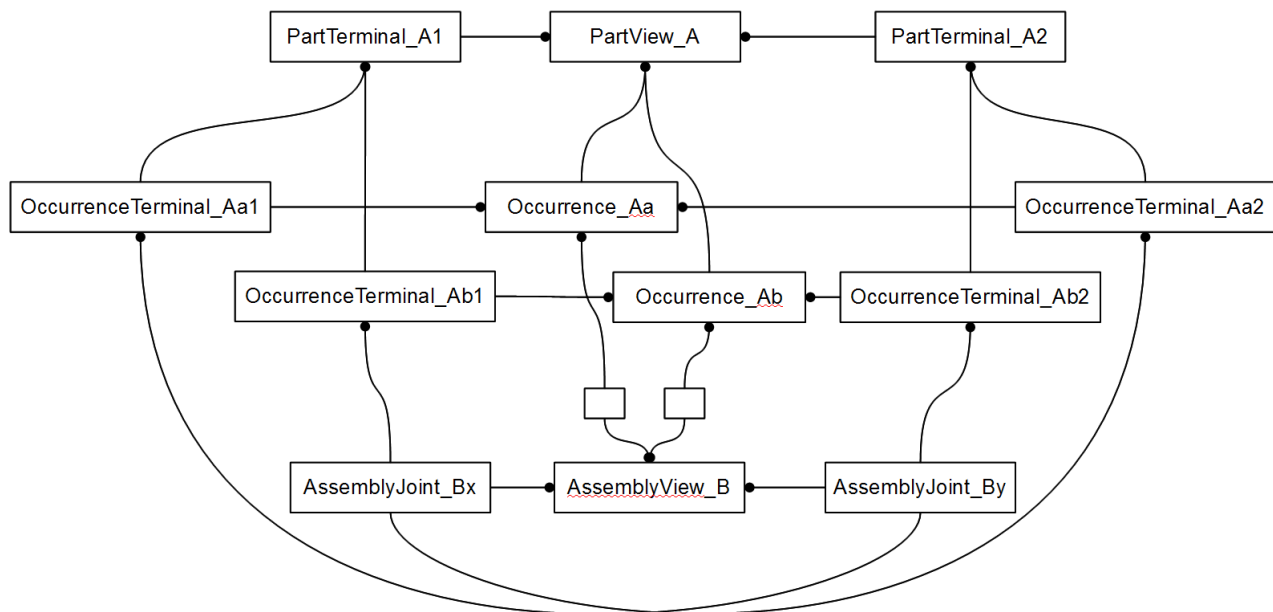 PartTerminal_A1
PartView_A
PartTerminal_A2
OccurrenceTerminal_Aa1
Occurrence_Aa
OccurrenceTerminal_Aa2
OccurrenceTerminal_Ab1
Occurrence_Ab
OccurrenceTerminal_Ab2
AssemblyJoint_Bx
AssemblyView_B
AssemblyJoint_By